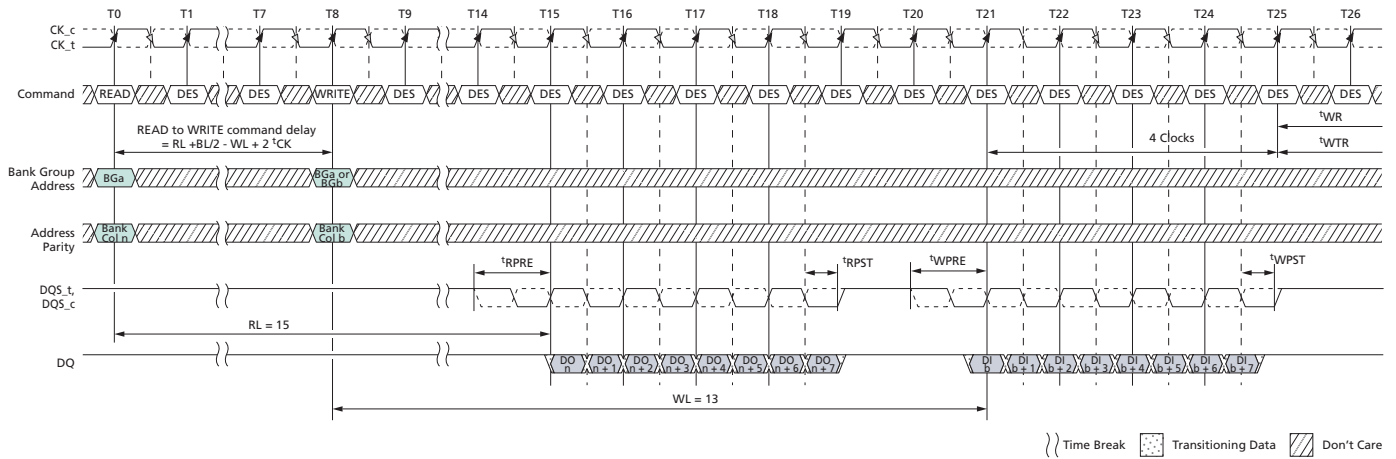 T0 T1 T7 T8 T9 T14 T15 T16 T17 T18 T19 T20 T21 T22 T23 T24 T25 T26
CK_c
CK_t
Command READ DES DES WRITE DES DES DES DES DES DES DES DES DES DES DES DES DES DES
READ to WRITE command delay
= RL +BL/2 - WL + 2 tCK
4 Clocks
tWR
tWTR
Bank Group
Address
BGa
BGa or
BGb
Address
Parity
Bank
Col n
Bank
Col b
tRPRE tRPST tWPRE tWPST
DQS_t,
DQS_c
RL = 15
DQ
DO
n
DO
n + 1
DO
n + 2
DO
n + 3
DO
n + 4
DO
n + 5
DO
n + 6
DO
n + 7
DI
b
DI
b + 1
DI
b + 2
DI
b + 3
DI
b + 4
DI
b + 5
DI
b + 6
DI
b + 7
WL = 13
Time Break Transitioning Data Don't Care